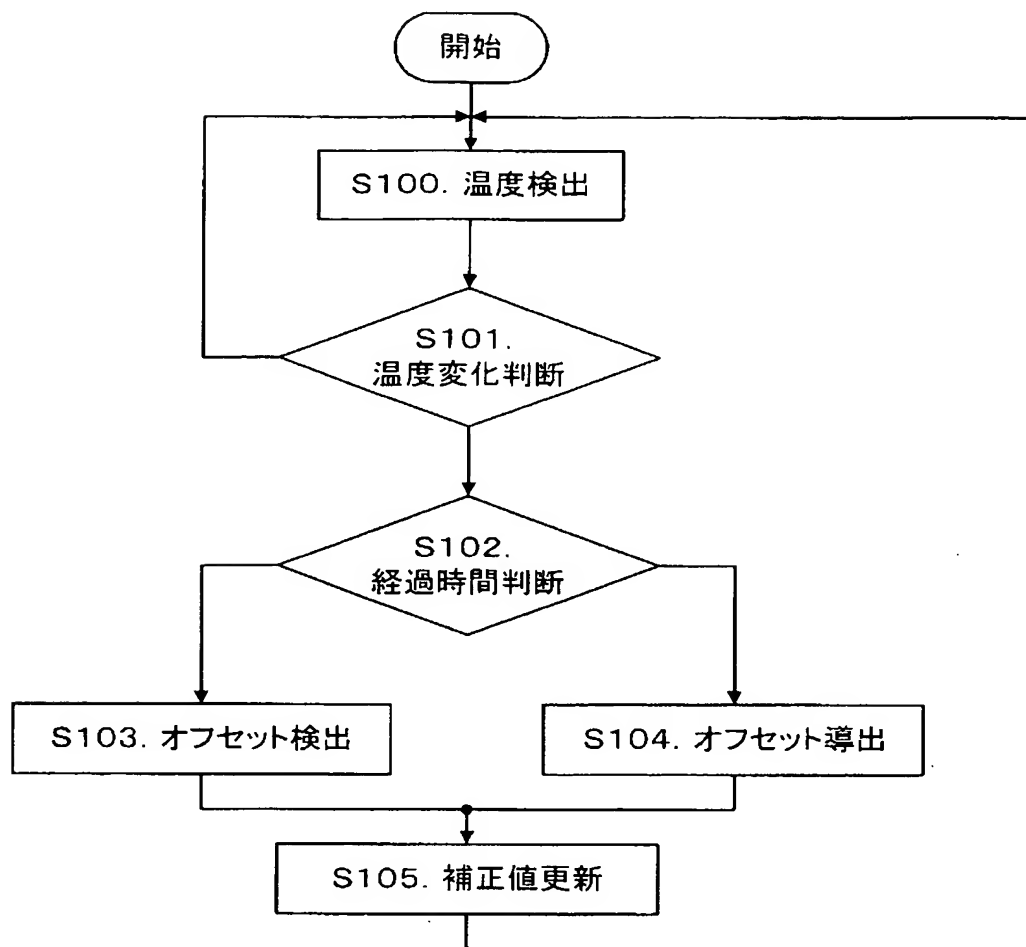 開始
S100. 温度検出
S101.
温度変化判断
S102.
経過時間判断
S103. オフセット検出
S104. オフセット導出
S105. 補正値更新